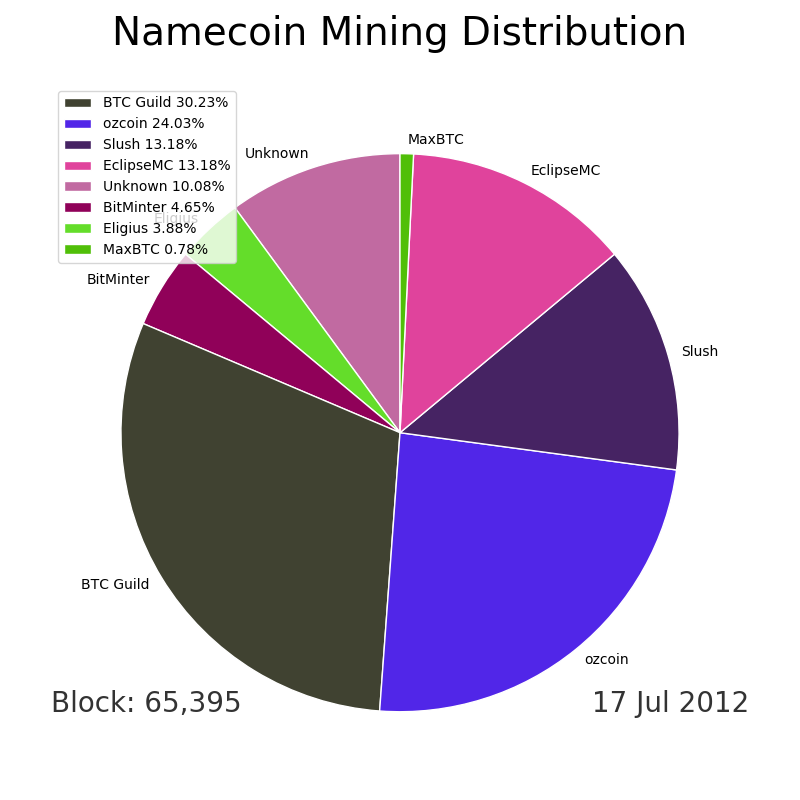 Namecoin Mining Distribution
BTC Guild 30.23%
ozcoin 24.03%
Slush 13.18%
EclipseMC 13.18%
Unknown 10.08%
BitMinter 4.65%
Eligius 3.88%
MaxBTC 0.78%
MaxBTC
Unknown
EclipseMC
Eligius
BitMinter
Slush
BTC Guild
ozcoin
Block: 65,395
17 Jul 2012